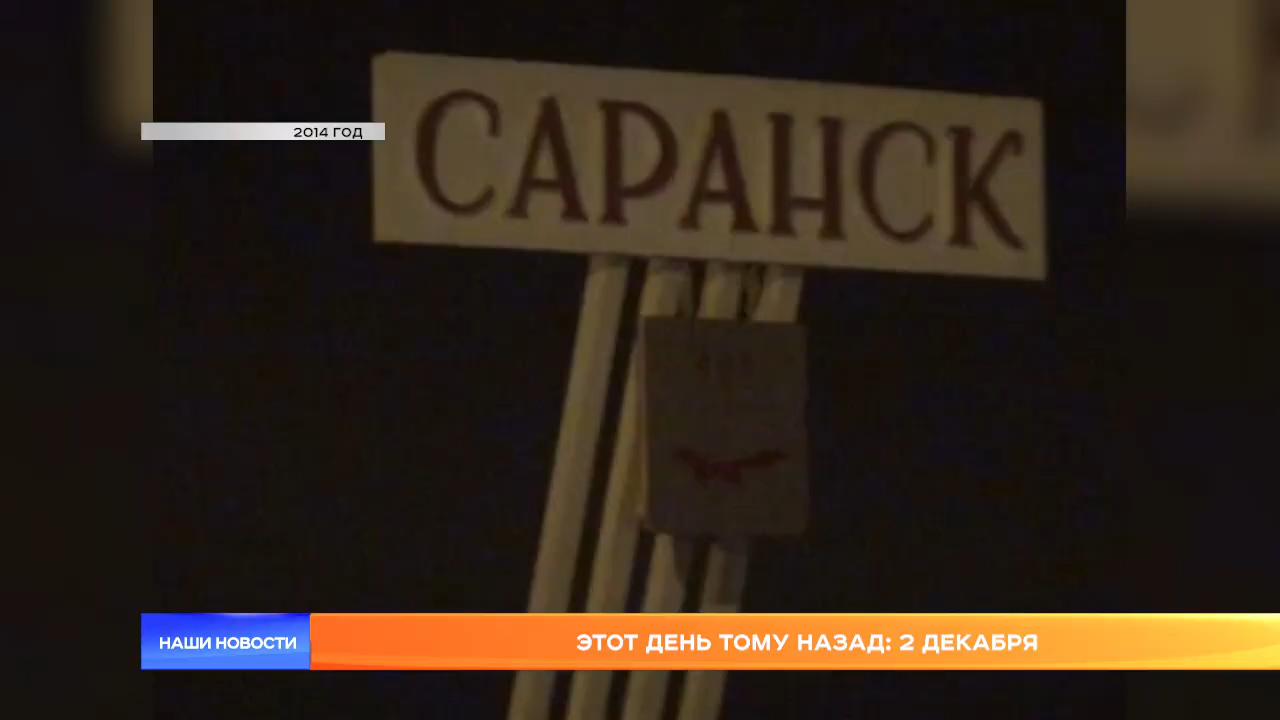 САРАНСК
2014 ГОД
НАШИ НОВОСТИ
ЭТОТ ДЕНЬ ТОМУ НАЗАД: 2 ДЕКАБРЯ